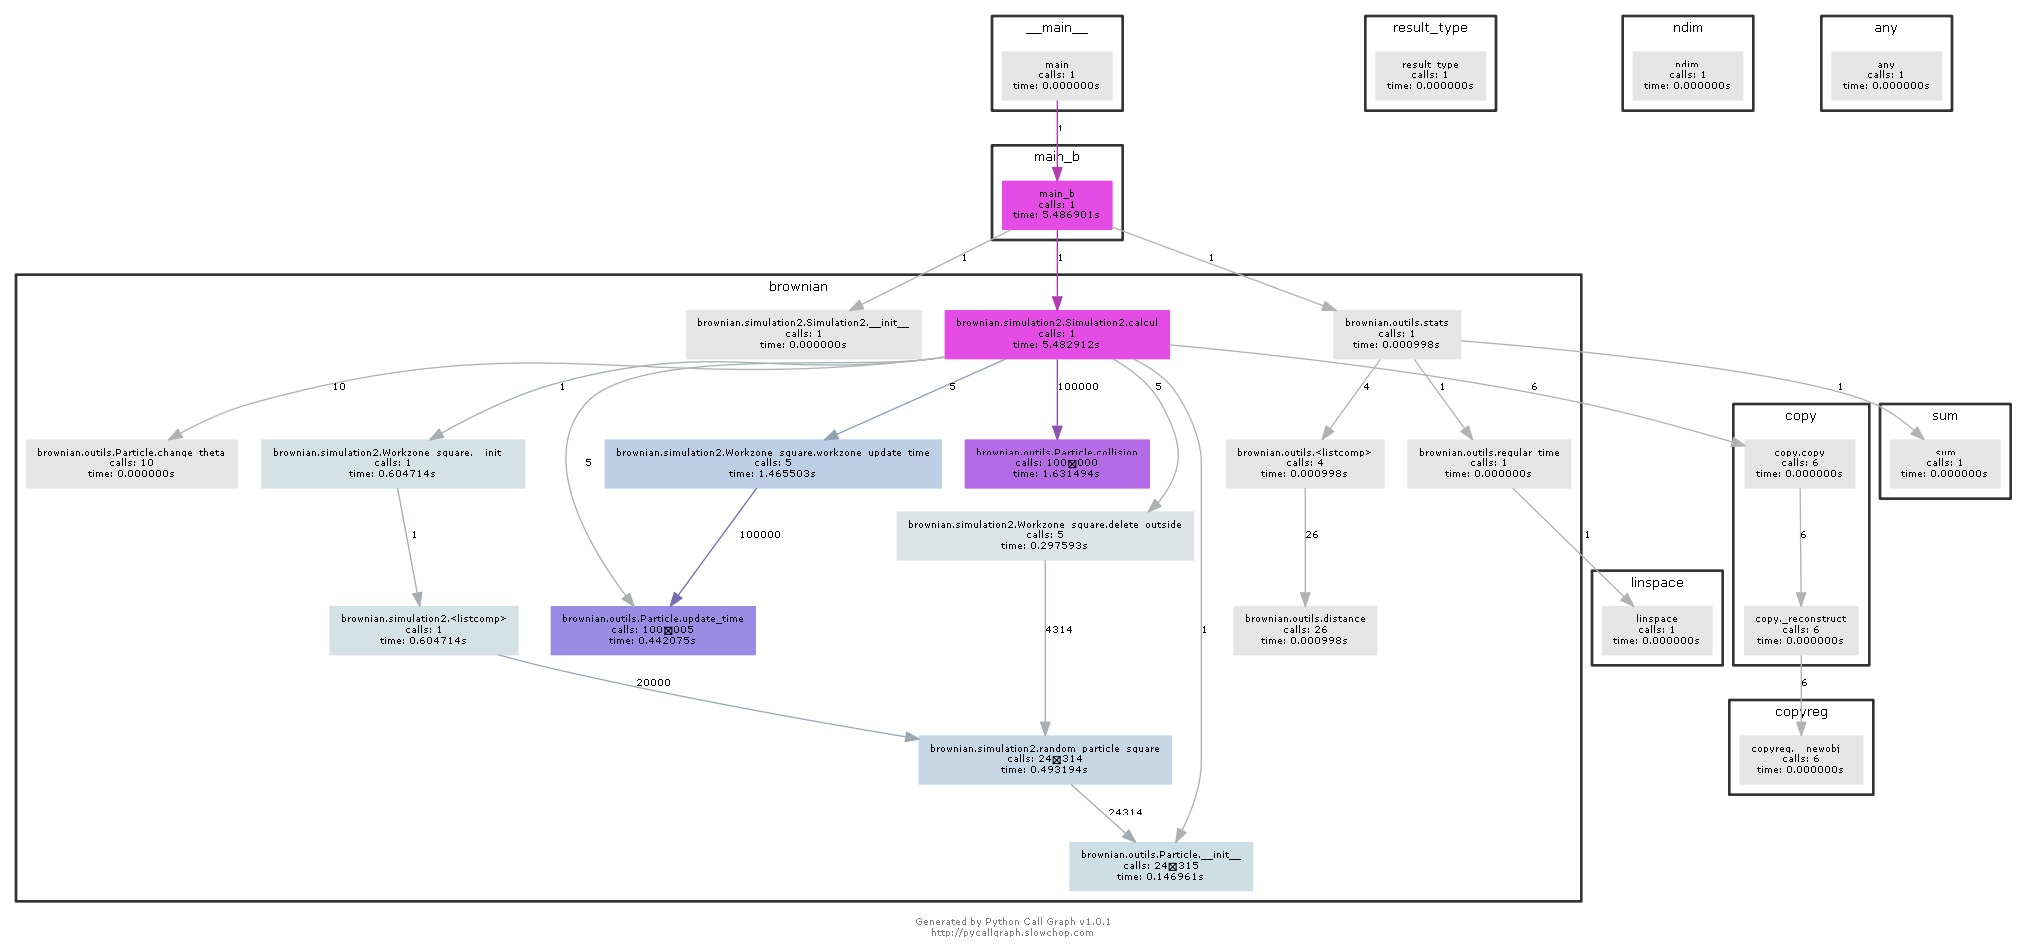 __main__
main
calls: 1
time: 0.000000s
result_type
result_type
calls: 1
time: 0.000000s
ndim
ndim
calls: 1
time: 0.000000s
any
any
calls: 1
time: 0.000000s
1
main_b
main_b
calls: 1
time: 5.486901s
1
1
1
brownian
brownian.simulation2.Simulation2.__init__
calls: 1
time: 0.000000s
brownian.simulation2.Simulation2.calcul
calls: 1
time: 5.482912s
brownian.outils.stats
calls: 1
time: 0.000998s
10
1
5
5
100000
5
1
4
1
6
1
brownian.outils.Particle.change_theta
calls: 10
time: 0.000000s
brownian.simulation2.Workzone_square.__init__
calls: 1
time: 0.604714s
brownian.simulation2.Workzone_square.workzone_update_time
calls: 5
time: 1.465503s
brownian.outils.Particle.collision
calls: 100 000
time: 1.631494s
brownian.outils.<listcomp>
calls: 4
time: 0.000998s
brownian.outils.regular_time
calls: 1
time: 0.000000s
copy
copy.copy
calls: 6
time: 0.000000s
sum
sum
calls: 1
time: 0.000000s
brownian.simulation2.Workzone_square.delete_outside
calls: 5
time: 0.297593s
1
100000
26
1
6
brownian.simulation2.<listcomp>
calls: 1
time: 0.604714s
brownian.outils.Particle.update_time
calls: 100 005
time: 0.442075s
4314
brownian.outils.distance
calls: 26
time: 0.000998s
linspace
linspace
calls: 1
time: 0.000000s
copy._reconstruct
calls: 6
time: 0.000000s
20000
6
brownian.simulation2.random_particle_square
calls: 24 314
time: 0.493194s
copyreg
copyreg.__newobj__
calls: 6
time: 0.000000s
24314
brownian.outils.Particle.__init__
calls: 24 315
time: 0.146961s
Generated by Python Call Graph v1.0.1
http://pycallgraph.slowchop.com